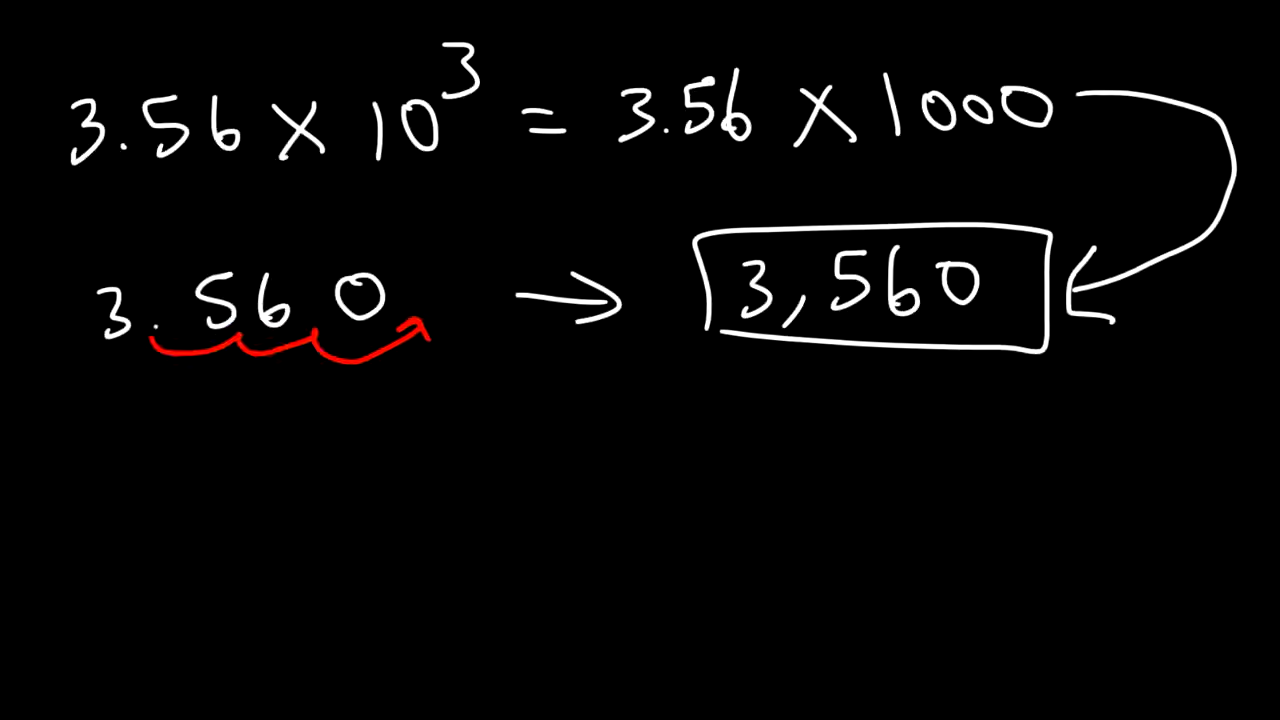 3.56 × 10³ = 3.56 × 1000
3.560 → 3,560